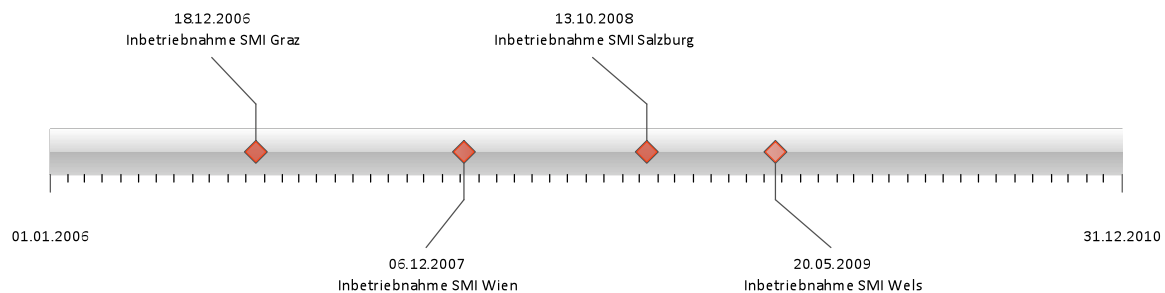 18.12.2006
Inbetriebnahme SMI Graz
13.10.2008
Inbetriebnahme SMI Salzburg
01.01.2006
31.12.2010
06.12.2007
Inbetriebnahme SMI Wien
20.05.2009
Inbetriebnahme SMI Wels